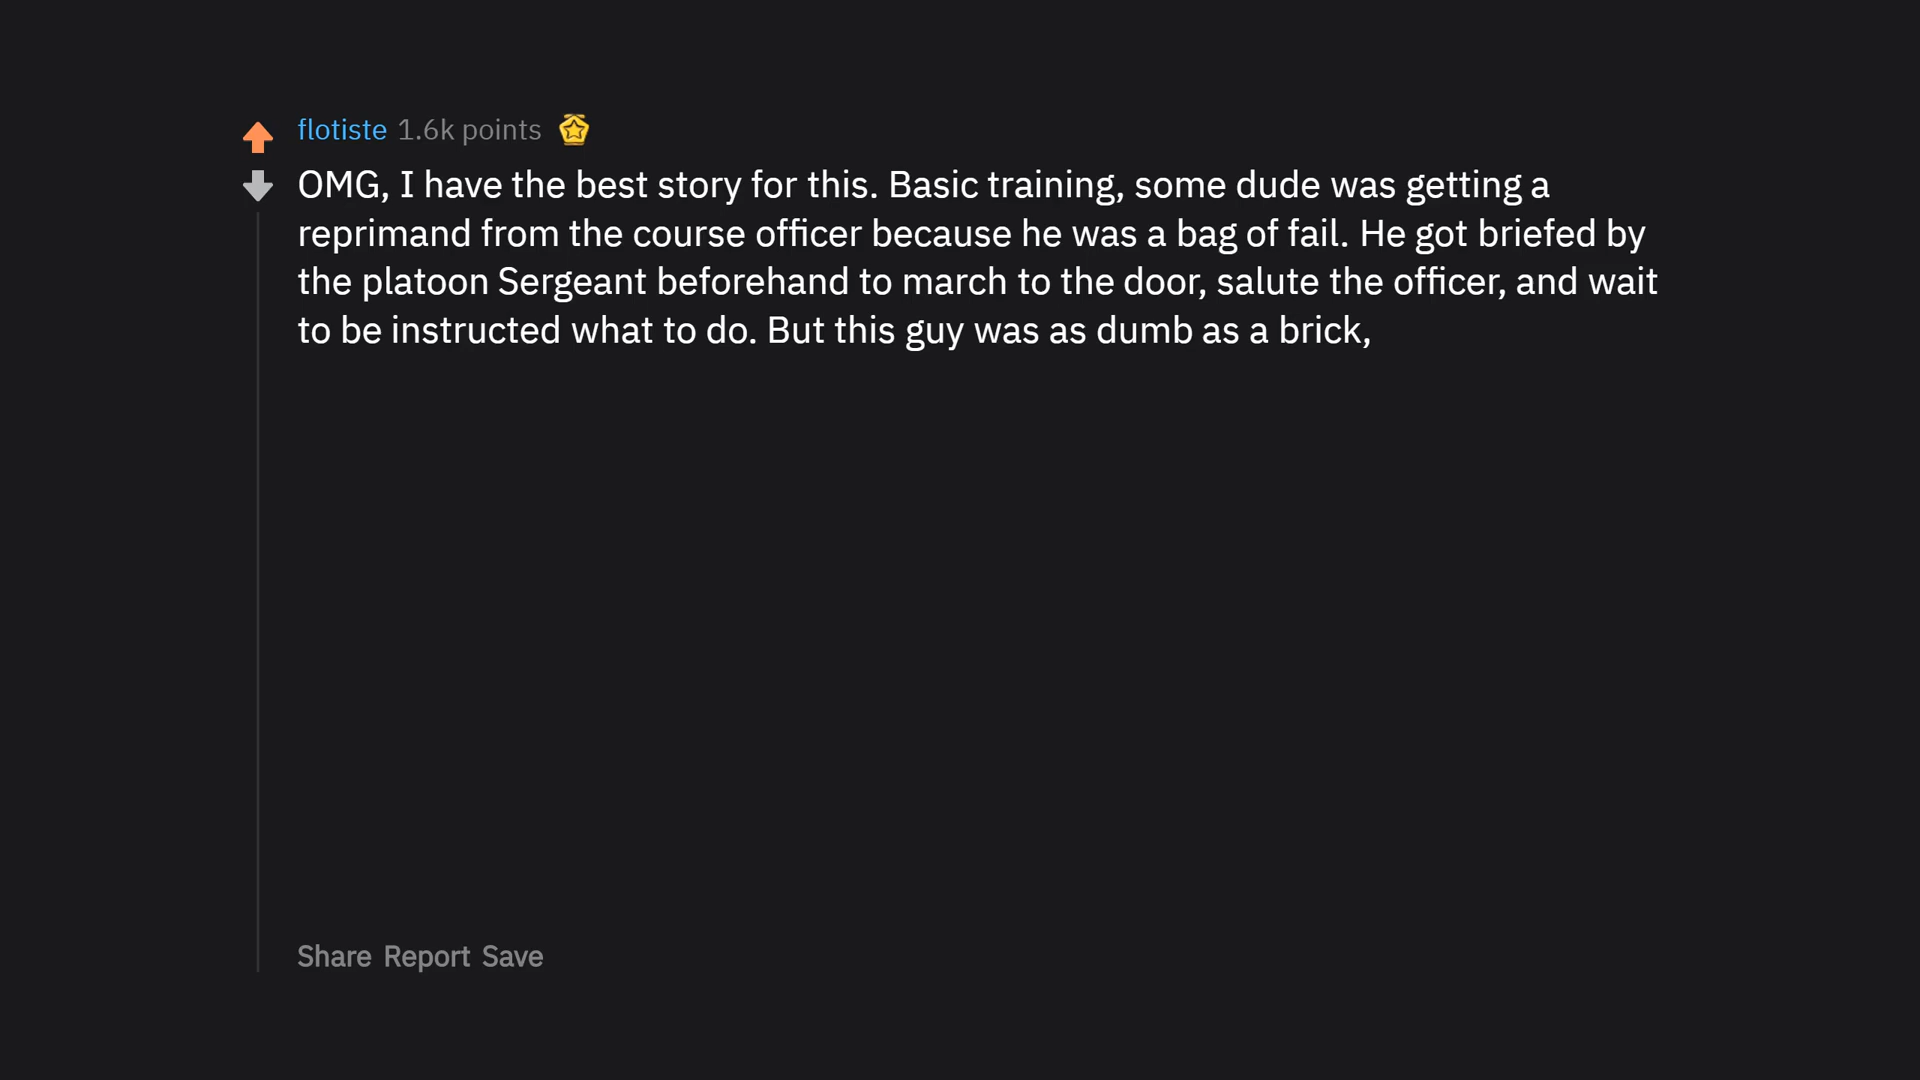 flotiste 1.6k points
OMG, I have the best story for this. Basic training, some dude was getting a
reprimand from the course officer because he was a bag of fail. He got briefed by
the platoon Sergeant beforehand to march to the door, salute the officer, and wait
to be instructed what to do. But this guy was as dumb as a brick,
Share Report Save